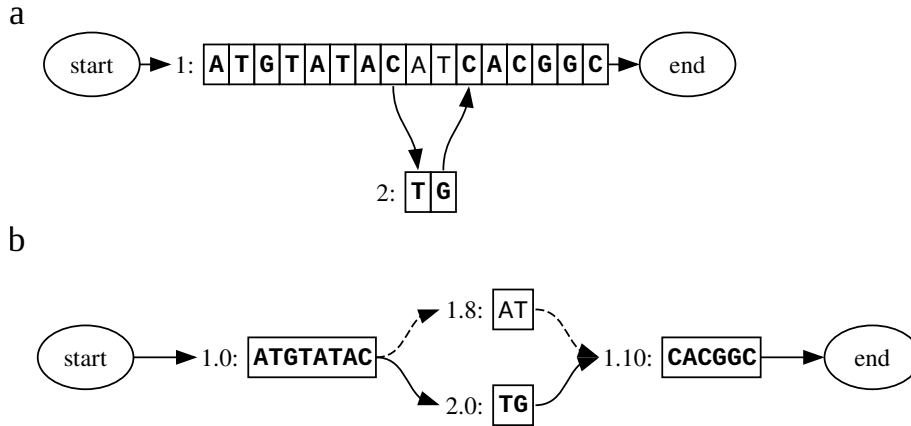 a
start 1: A T G T A T A C A T C A C G G C end
2: T G
b
1.8: AT
start 1.0: ATGTATAC 1.10: CACGGC end
2.0: TG